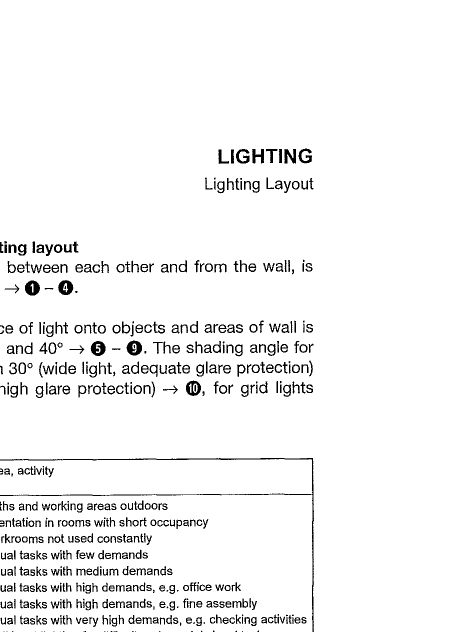 LIGHTING
Lighting Layout
ting layout
between each other and from the wall, is
→ ❶ – ❹.
ce of light onto objects and areas of wall is
and 40° → ❺ – ❾. The shading angle for
n 30° (wide light, adequate glare protection)
high glare protection) → ❿, for grid lights
ea, activity
ths and working areas outdoors
entation in rooms with short occupancy
rkrooms not used constantly
ual tasks with few demands
ual tasks with medium demands
ual tasks with high demands, e.g. office work
ual tasks with high demands, e.g. fine assembly
ual tasks with very high demands, e.g. checking activities